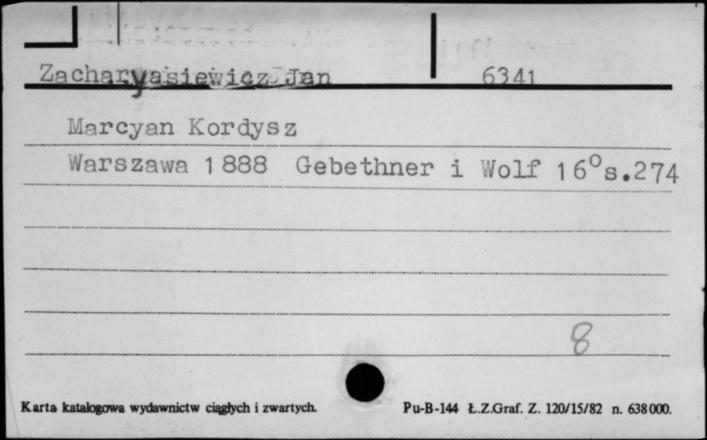 Zacharyasiewicz Jan 6341
Marcyan Kordysz
Warszawa 1888 Gebethner i Wolf 16° s.274
8
Karta katalogowa wydawnictw ciągłych i zwartych. Pu-B-144 Ł.Z.Graf. Z. 120/15/82 n. 638000.